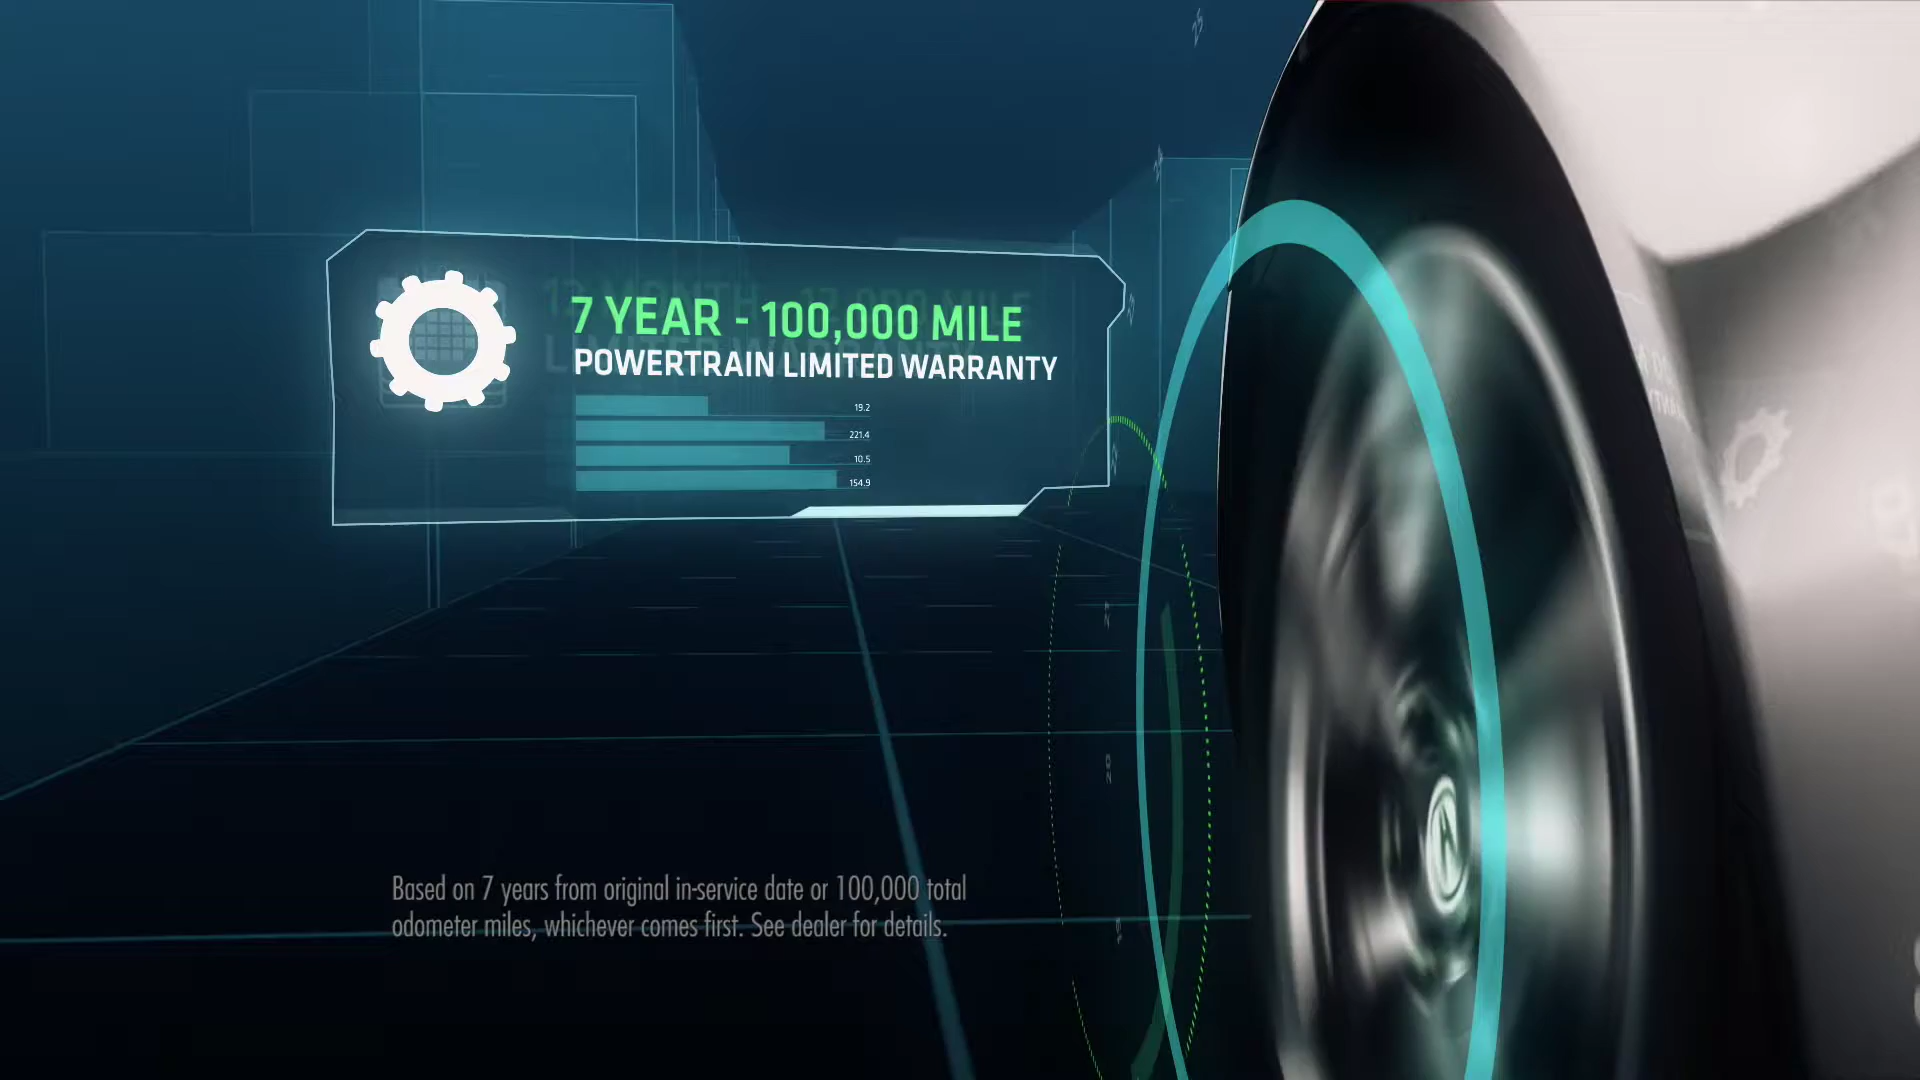 7 YEAR - 100,000 MILE
POWERTRAIN LIMITED WARRANTY
19.2
221.4
10.5
154.9
Based on 7 years from original in-service date or 100,000 total
odometer miles, whichever comes first. See dealer for details.
25
20